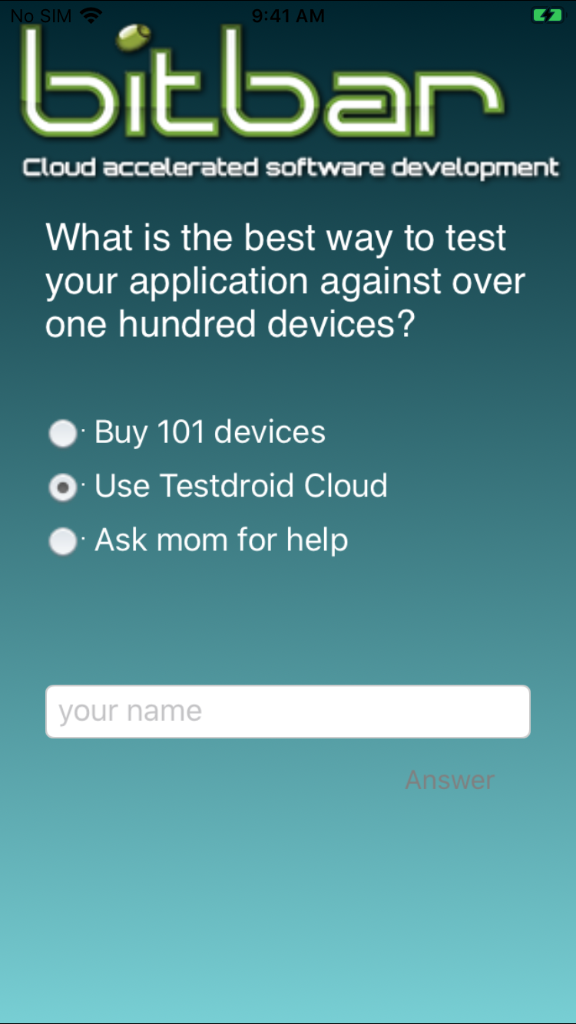 No SIM 9:41 AM
bitbar
Cloud accelerated software development
What is the best way to test
your application against over
one hundred devices?
Buy 101 devices
Use Testdroid Cloud
Ask mom for help
your name
Answer